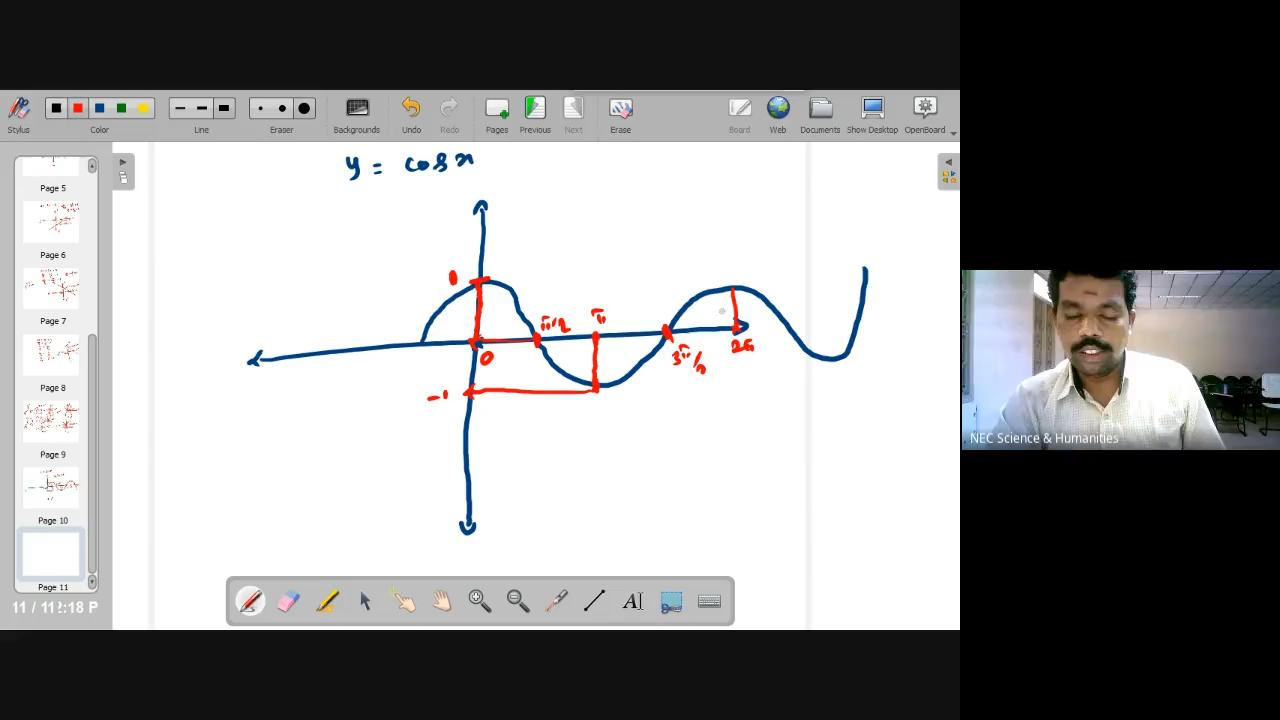 Stylus
Color
Line
Eraser
Backgrounds
Undo
Redo
Pages
Previous
Next
Erase
Board
Web
Documents
Show Desktop
OpenBoard
Page 5
Page 6
Page 7
Page 8
Page 9
Page 10
Page 11
y = cos x
1
π/2
π
0
3π/2
2π
-1
NEC Science & Humanities